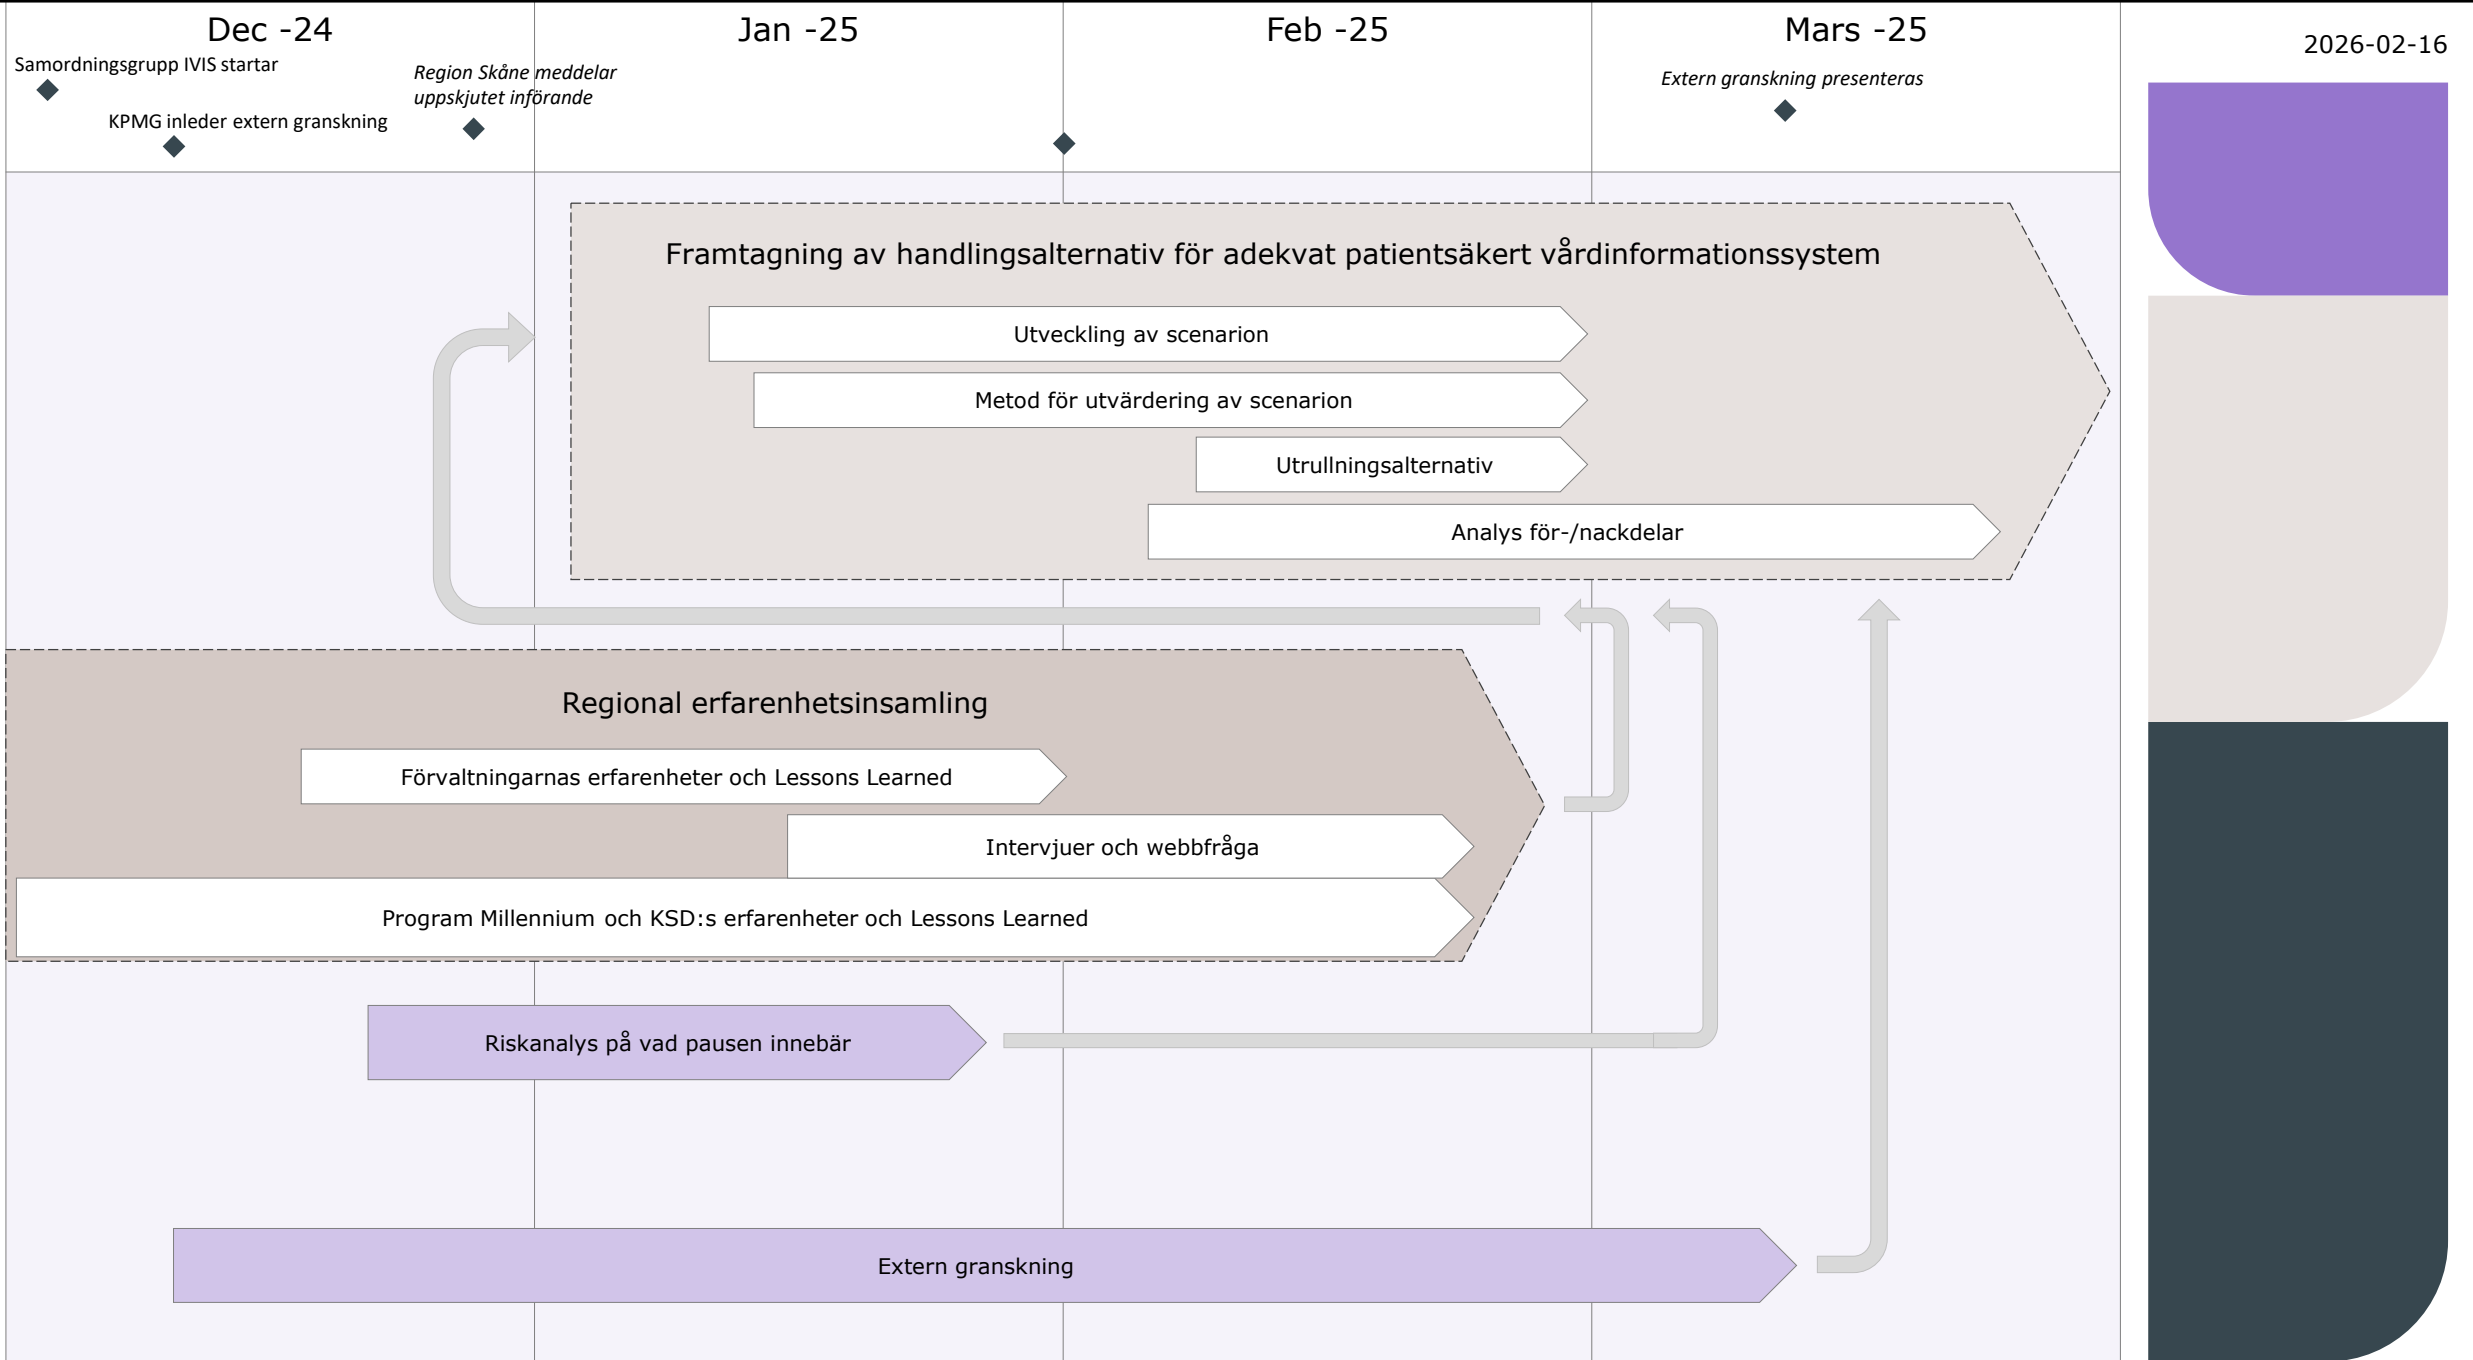 Dec -24
Jan -25
Feb -25
Mars -25
2026-02-16
Samordningsgrupp IVIS startar
KPMG inleder extern granskning
Region Skåne meddelar
uppskjutet införande
Extern granskning presenteras
Framtagning av handlingsalternativ för adekvat patientsäkert vårdinformationssystem
Utveckling av scenarion
Metod för utvärdering av scenarion
Utrullningsalternativ
Analys för-/nackdelar
Regional erfarenhetsinsamling
Förvaltningarnas erfarenheter och Lessons Learned
Intervjuer och webbfråga
Program Millennium och KSD:s erfarenheter och Lessons Learned
Riskanalys på vad pausen innebär
Extern granskning